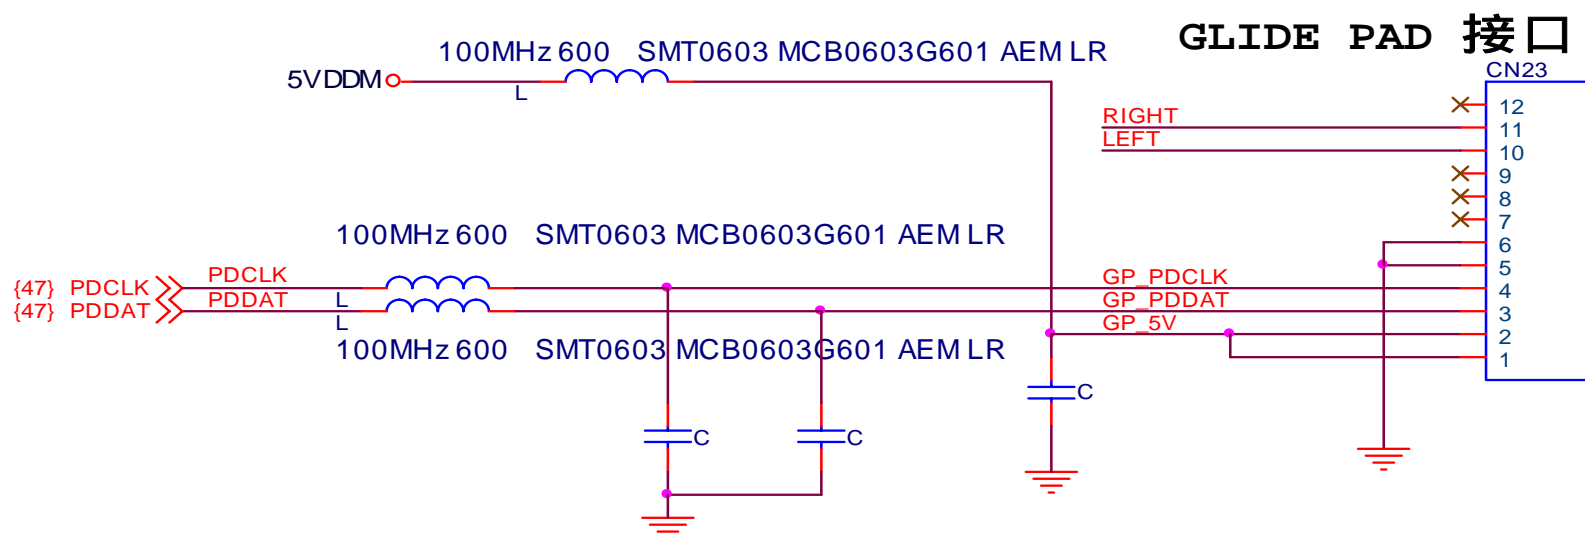 GLIDE PAD 接口
100MHz 600 SMT0603 MCB0603G601 AEM LR
CN23
5VDDM
L
12
RIGHT
11
LEFT
10
9
8
7
100MHz 600 SMT0603 MCB0603G601 AEM LR
6
5
{47} PDCLK PDCLK GP_PDCLK 4
L
{47} PDDAT PDDAT GP_PDDAT 3
L
GP_5V 2
100MHz 600 SMT0603 MCB0603G601 AEM LR
1
C
C C